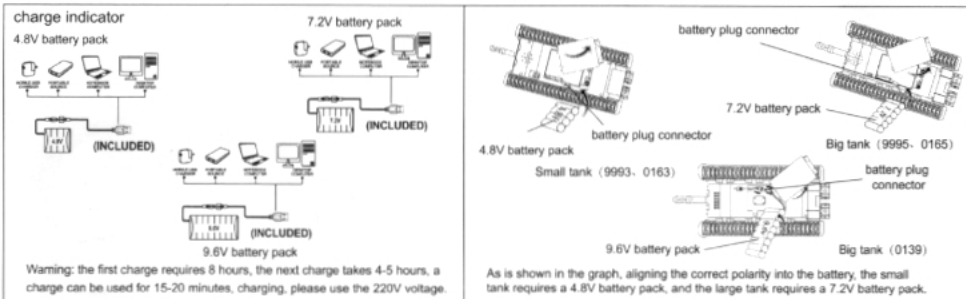 charge indicator
4.8V battery pack
7.2V battery pack
4.8V
(INCLUDED)
7.2V
(INCLUDED)
(INCLUDED)
9.6V battery pack
Warning: the first charge requires 8 hours, the next charge takes 4-5 hours, a
charge can be used for 15-20 minutes, charging, please use the 220V voltage.
battery plug connector
7.2V battery pack
battery plug connector
4.8V battery pack
Big tank（9995、0165）
Small tank（9993、0163）
battery plug
connector
9.6V battery pack
Big tank（0139）
As is shown in the graph, aligning the correct polarity into the battery, the small
tank requires a 4.8V battery pack, and the large tank requires a 7.2V battery pack.